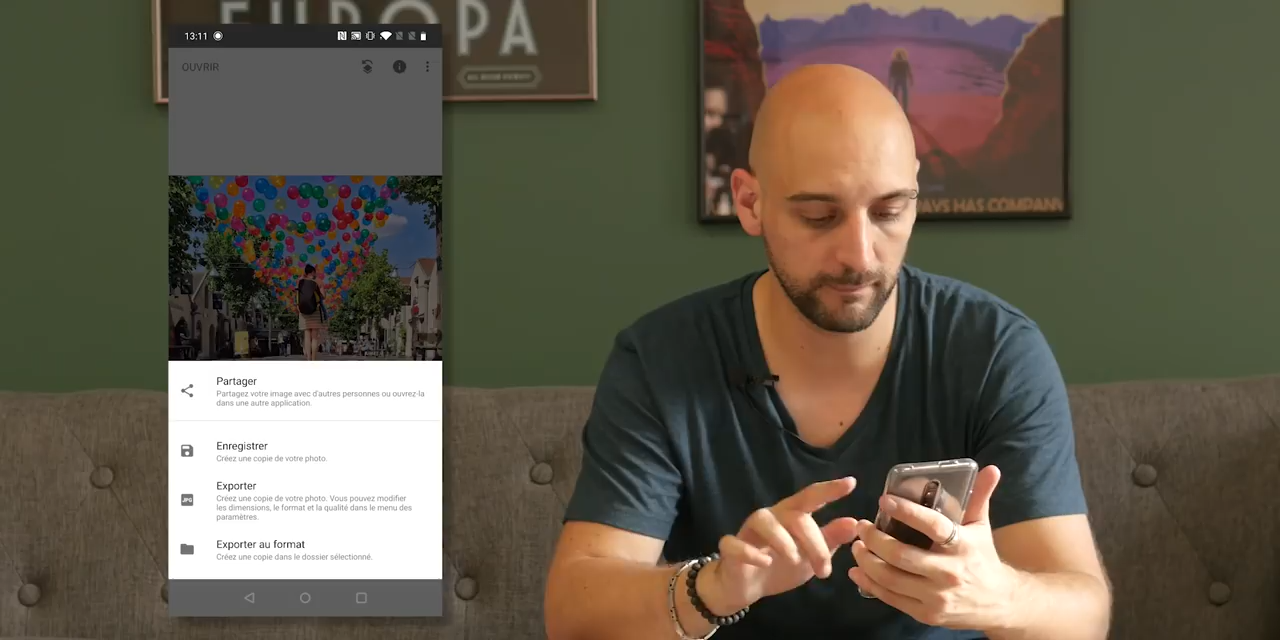 EUROPA
13:11
OUVRIR
DAYS HAS COMPANY
Partager
Partagez votre image avec d'autres personnes ou ouvrez-la
dans une autre application.
Enregistrer
Créez une copie de votre photo.
JPG
Exporter
Créez une copie de votre photo. Vous pouvez modifier
les dimensions, le format et la qualité dans le menu des
paramètres.
Exporter au format
Créez une copie dans le dossier sélectionné.